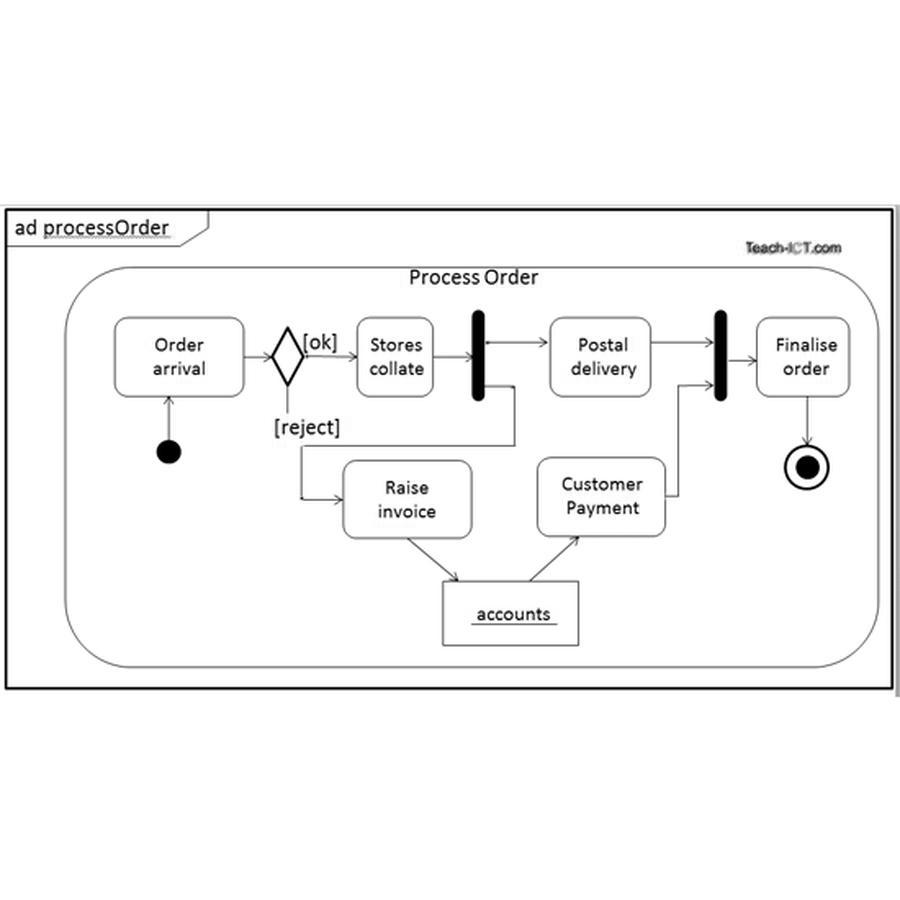 ad processOrder
Teach-ICT.com
Process Order
Order
arrival
[ok]
Stores
collate
Postal
delivery
Finalise
order
[reject]
Raise
invoice
Customer
Payment
accounts